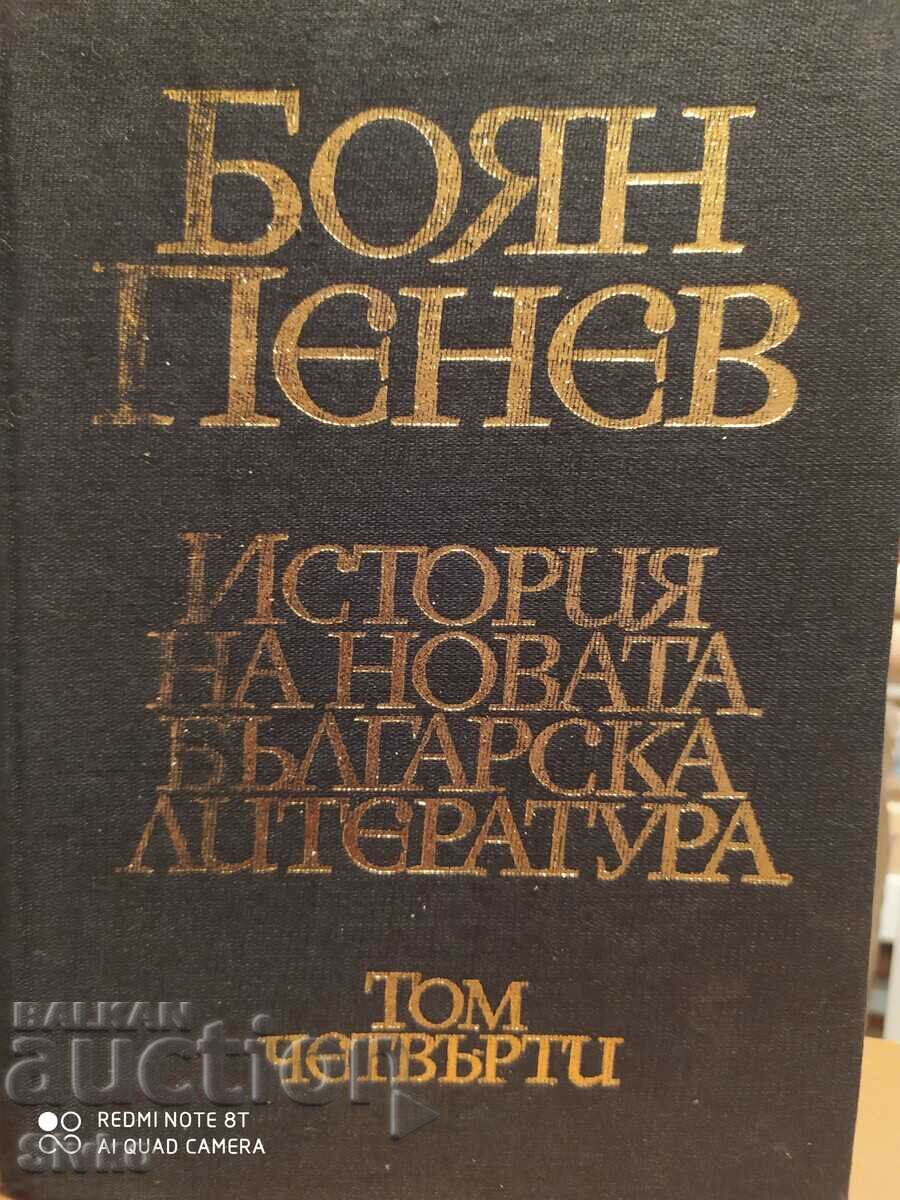 БОЯН
ПЕНЕВ
ИСТОРИЯ
НА НОВАТА
БЪЛГАРСКА
ЛИТЕРАТУРА
ТОМ
ЧЕТВЪРТИ
BALKAN
auction
REDMI NOTE 8T
AI QUAD CAMERA